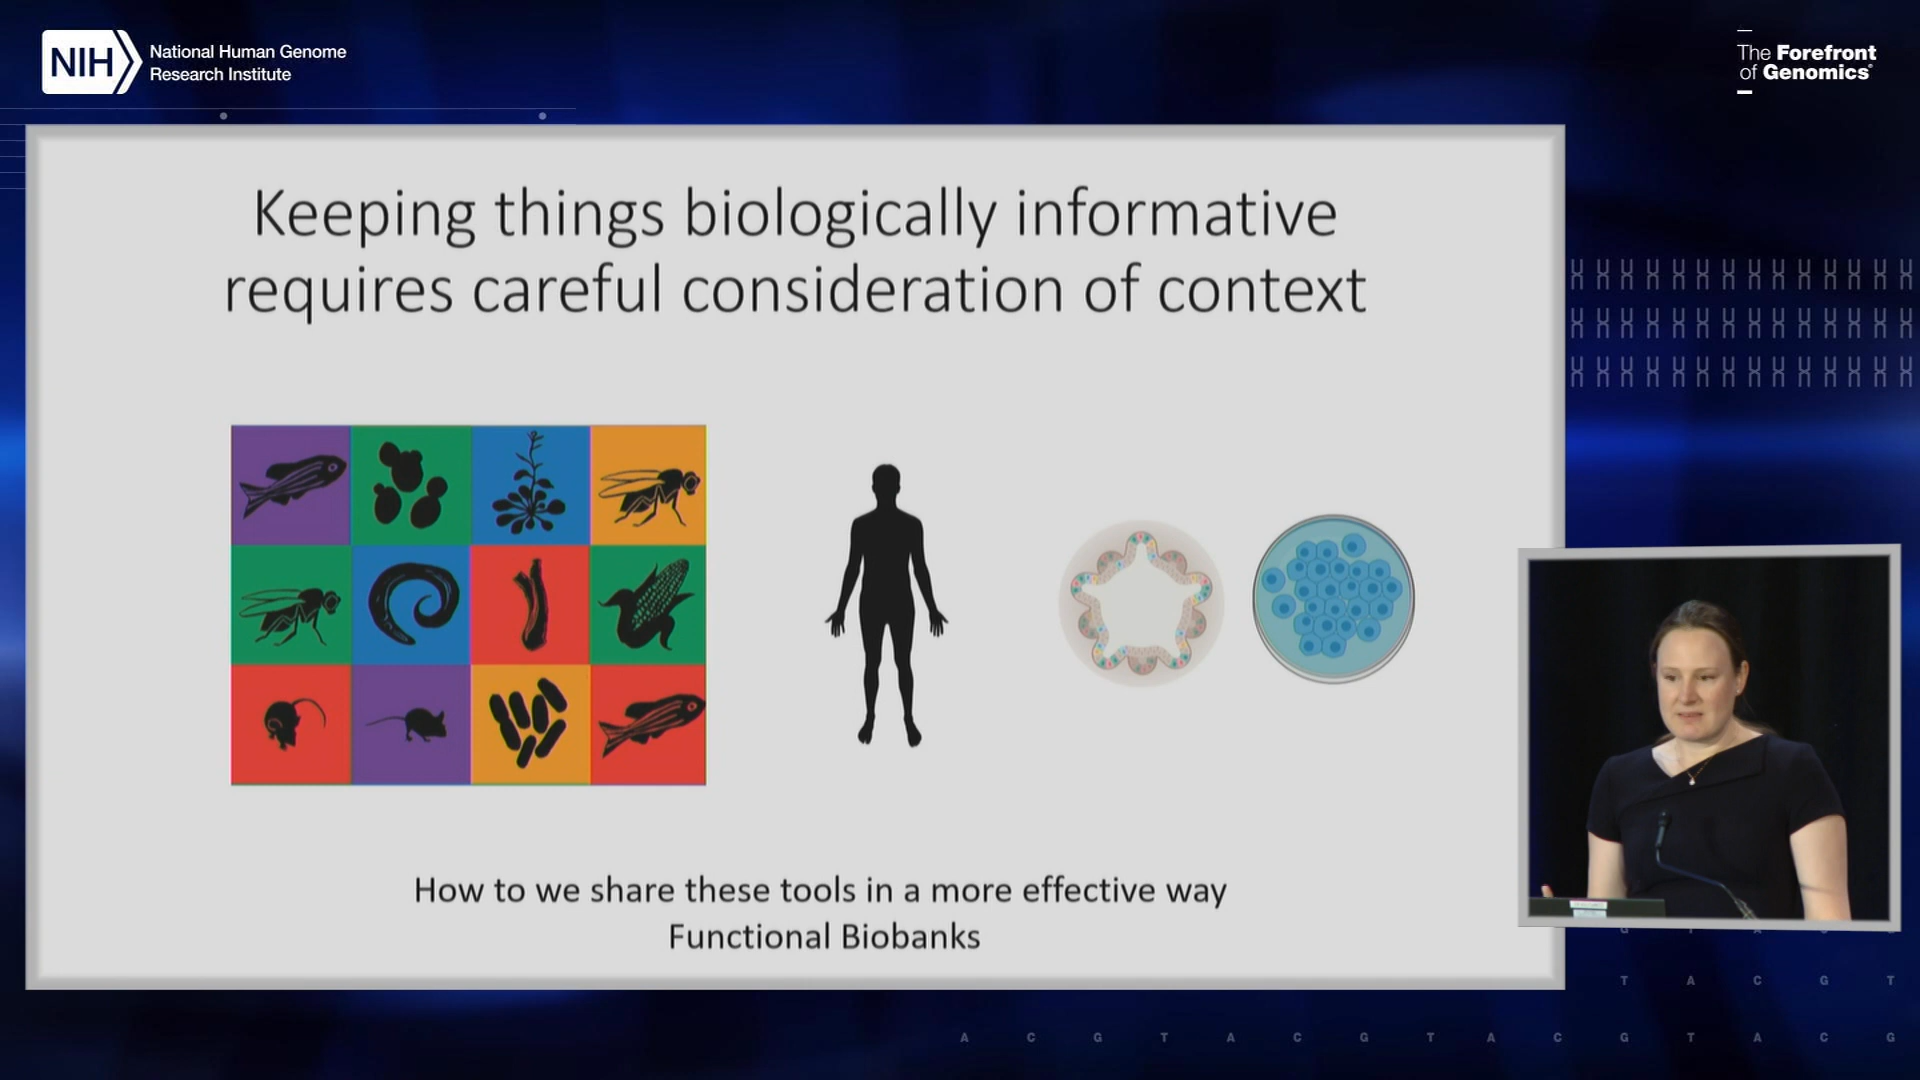 NIH
National Human Genome
Research Institute
The Forefront
of Genomics®
Keeping things biologically informative
requires careful consideration of context
How to we share these tools in a more effective way
Functional Biobanks
T A C G T
A C G T A C G T A C G T A C G